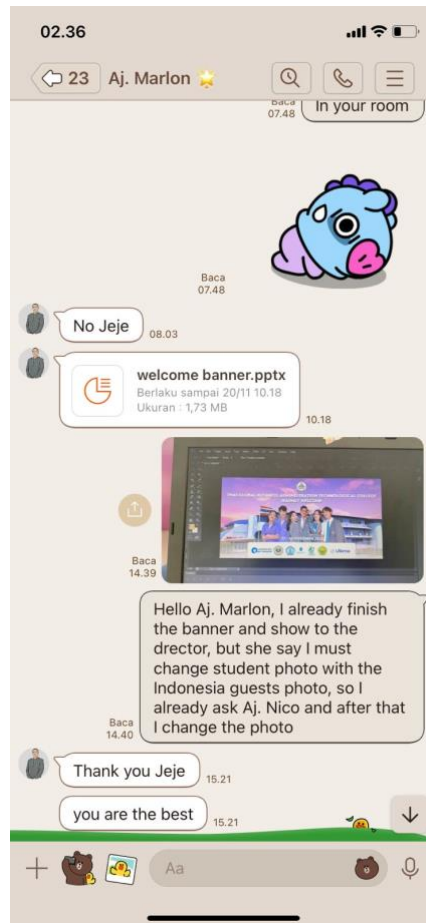 02.36
23 Aj. Marlon
Baca
07.48
In your room
Baca
07.48
No Jeje
08.03
welcome banner.pptx
Berlaku sampai 20/11 10.18
Ukuran : 1,73 MB
10.18
Baca
14.39
Hello Aj. Marlon, I already finish
the banner and show to the
drector, but she say I must
change student photo with the
Indonesia guests photo, so I
already ask Aj. Nico and after that
I change the photo
Baca
14.40
Thank you Jeje
15.21
you are the best
15.21
Aa